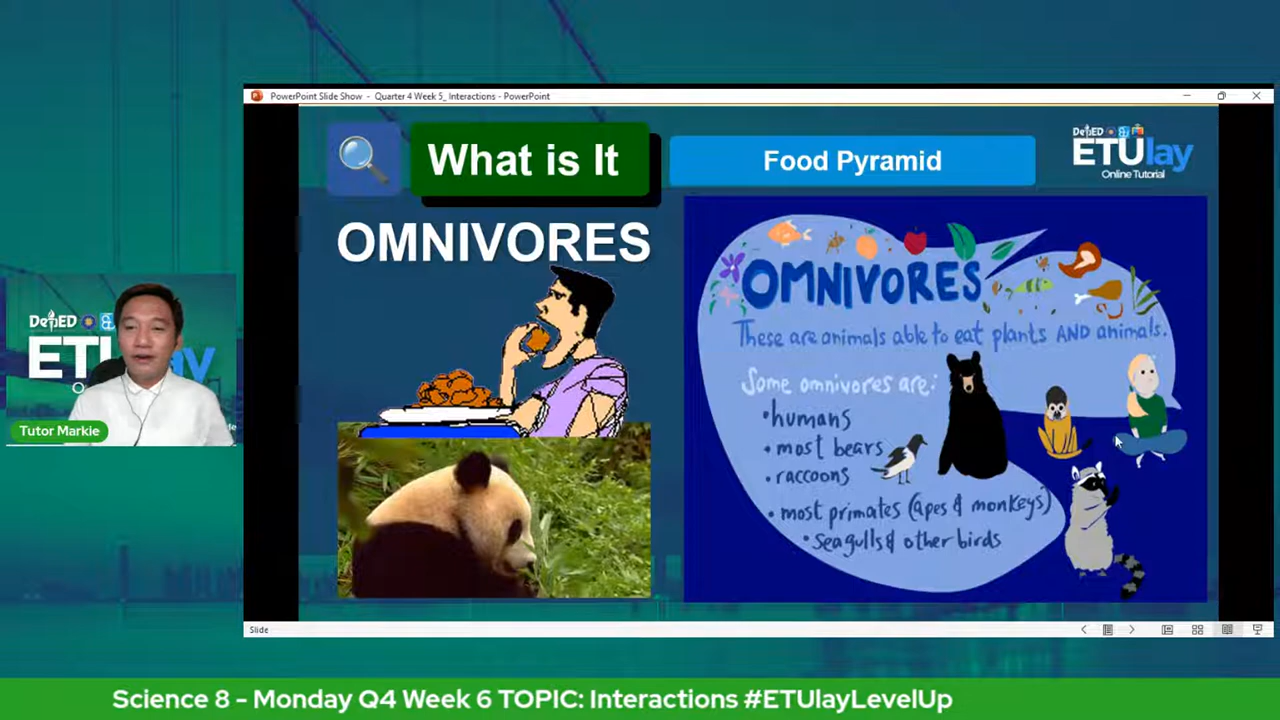 PowerPoint Slide Show - Quarter 4 Week 5_ Interactions - PowerPoint
What is It
Food Pyramid
DepED
ETUlay
Online Tutorial
OMNIVORES
OMNIVORES
These are animals able to eat plants AND animals.
Some omnivores are:
•humans
•most bears
•raccoons
•most primates (apes & monkeys)
•seagulls & other birds
DepED
ETU lay
Tutor Markie
Slide
Science 8 - Monday Q4 Week 6 TOPIC: Interactions #ETUlayLevelUp